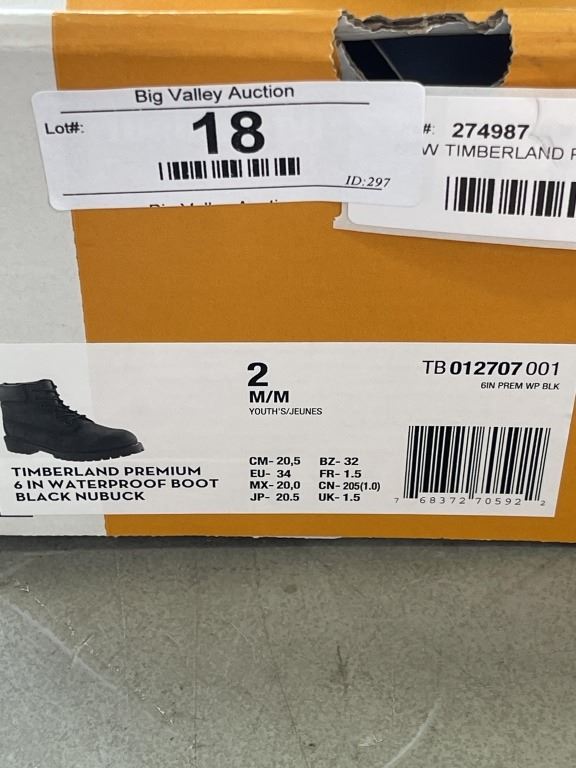 Big Valley Auction
Lot#:
18
ID:297
#: 274987
W TIMBERLAND
2
M/M
YOUTH'S/JEUNES
TB 012707 001
6IN PREM WP BLK
TIMBERLAND PREMIUM
6 IN WATERPROOF BOOT
BLACK NUBUCK
CM- 20,5 BZ- 32
EU- 34 FR- 1.5
MX- 20,0 CN- 205(1.0)
JP- 20.5 UK- 1.5
7 68372 70592 2